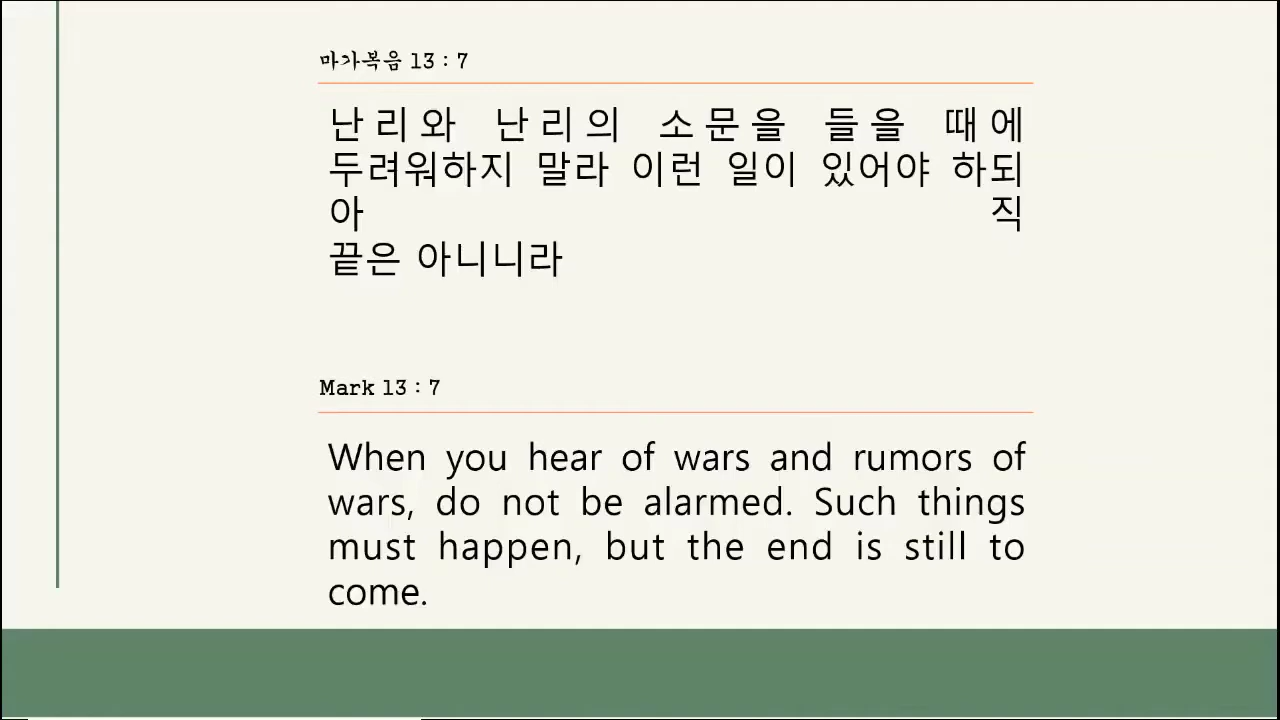 마가복음 13 : 7
난리와 난리의 소문을 들을 때에
두려워하지 말라 이런 일이 있어야 하되
아직
끝은 아니니라
Mark 13 : 7
When you hear of wars and rumors of
wars, do not be alarmed. Such things
must happen, but the end is still to
come.